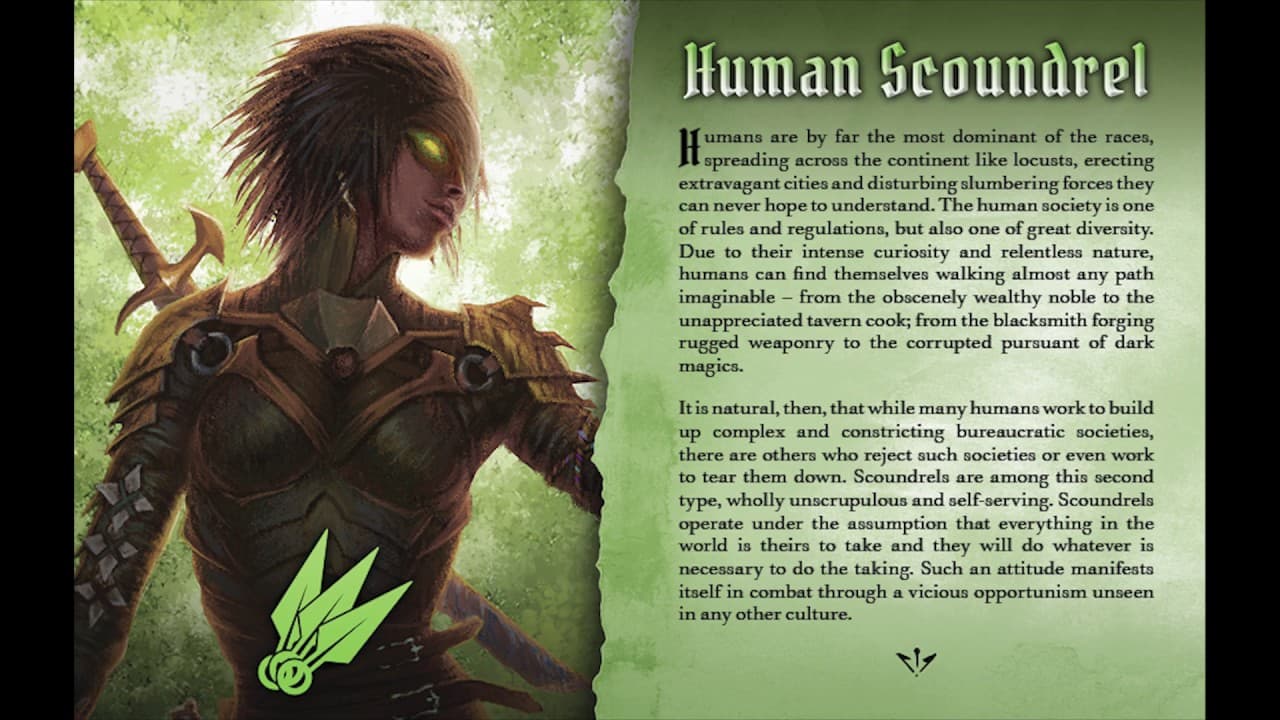 Human Scoundrel
Humans are by far the most dominant of the races,
spreading across the continent like locusts, erecting
extravagant cities and disturbing slumbering forces they
can never hope to understand. The human society is one
of rules and regulations, but also one of great diversity.
Due to their intense curiosity and relentless nature,
humans can find themselves walking almost any path
imaginable – from the obscenely wealthy noble to the
unappreciated tavern cook; from the blacksmith forging
rugged weaponry to the corrupted pursuant of dark
magics.
It is natural, then, that while many humans work to build
up complex and constricting bureaucratic societies,
there are others who reject such societies or even work
to tear them down. Scoundrels are among this second
type, wholly unscrupulous and self-serving. Scoundrels
operate under the assumption that everything in the
world is theirs to take and they will do whatever is
necessary to do the taking. Such an attitude manifests
itself in combat through a vicious opportunism unseen
in any other culture.